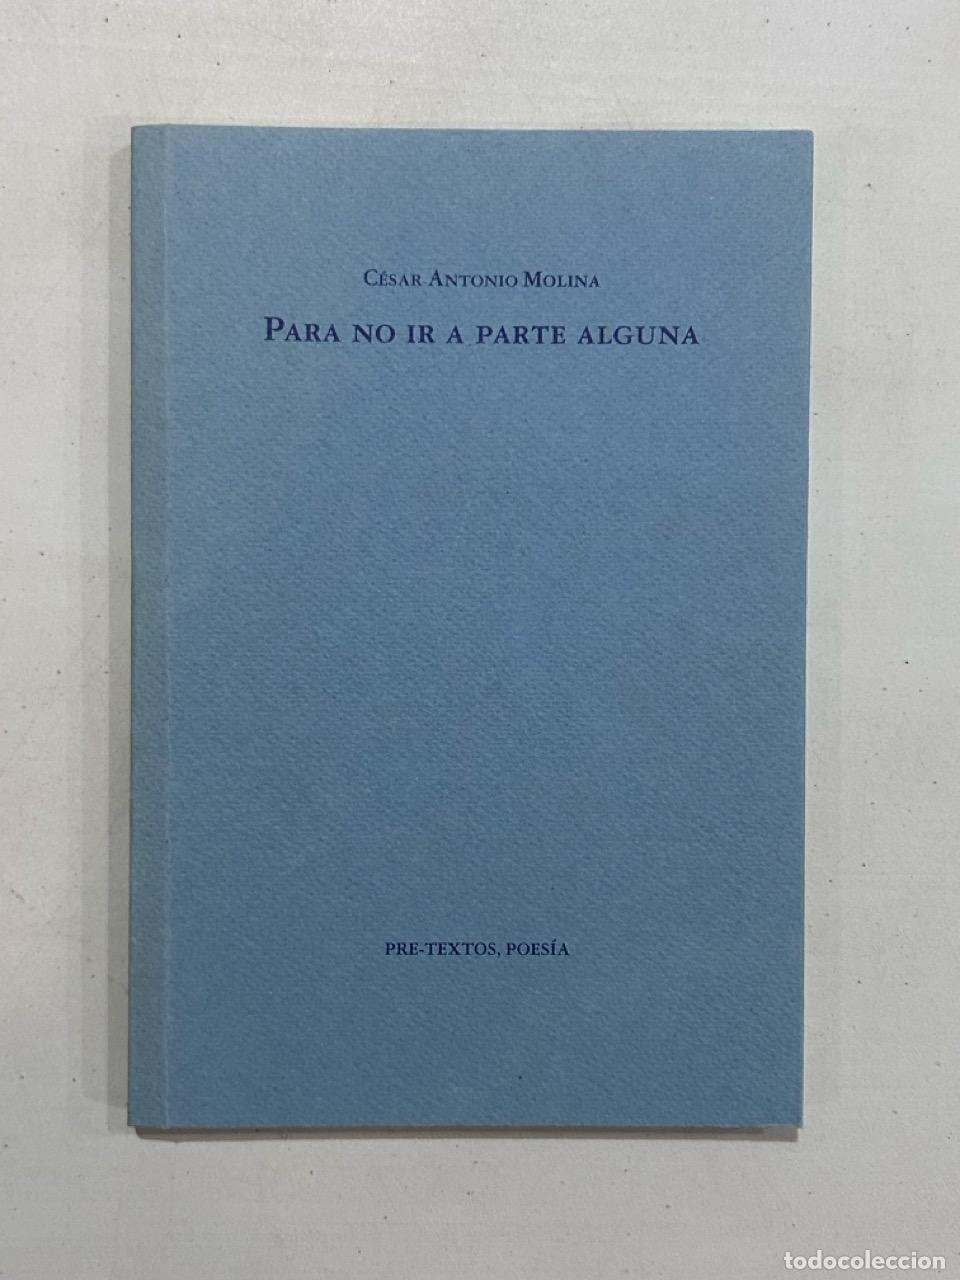 CÉSAR ANTONIO MOLINA
PARA NO IR A PARTE ALGUNA
PRE-TEXTOS, POESÍA
todocoleccion